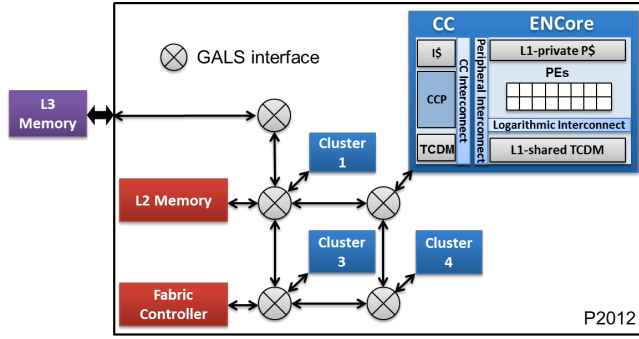 CC
ENCore
I$
CCP
TCDM
CC Interconnect
Peripheral Interconnect
L1-private P$
PEs
Logarithmic Interconnect
L1-shared TCDM
GALS interface
L3
Memory
Cluster
1
L2 Memory
Cluster
3
Cluster
4
Fabric
Controller
P2012